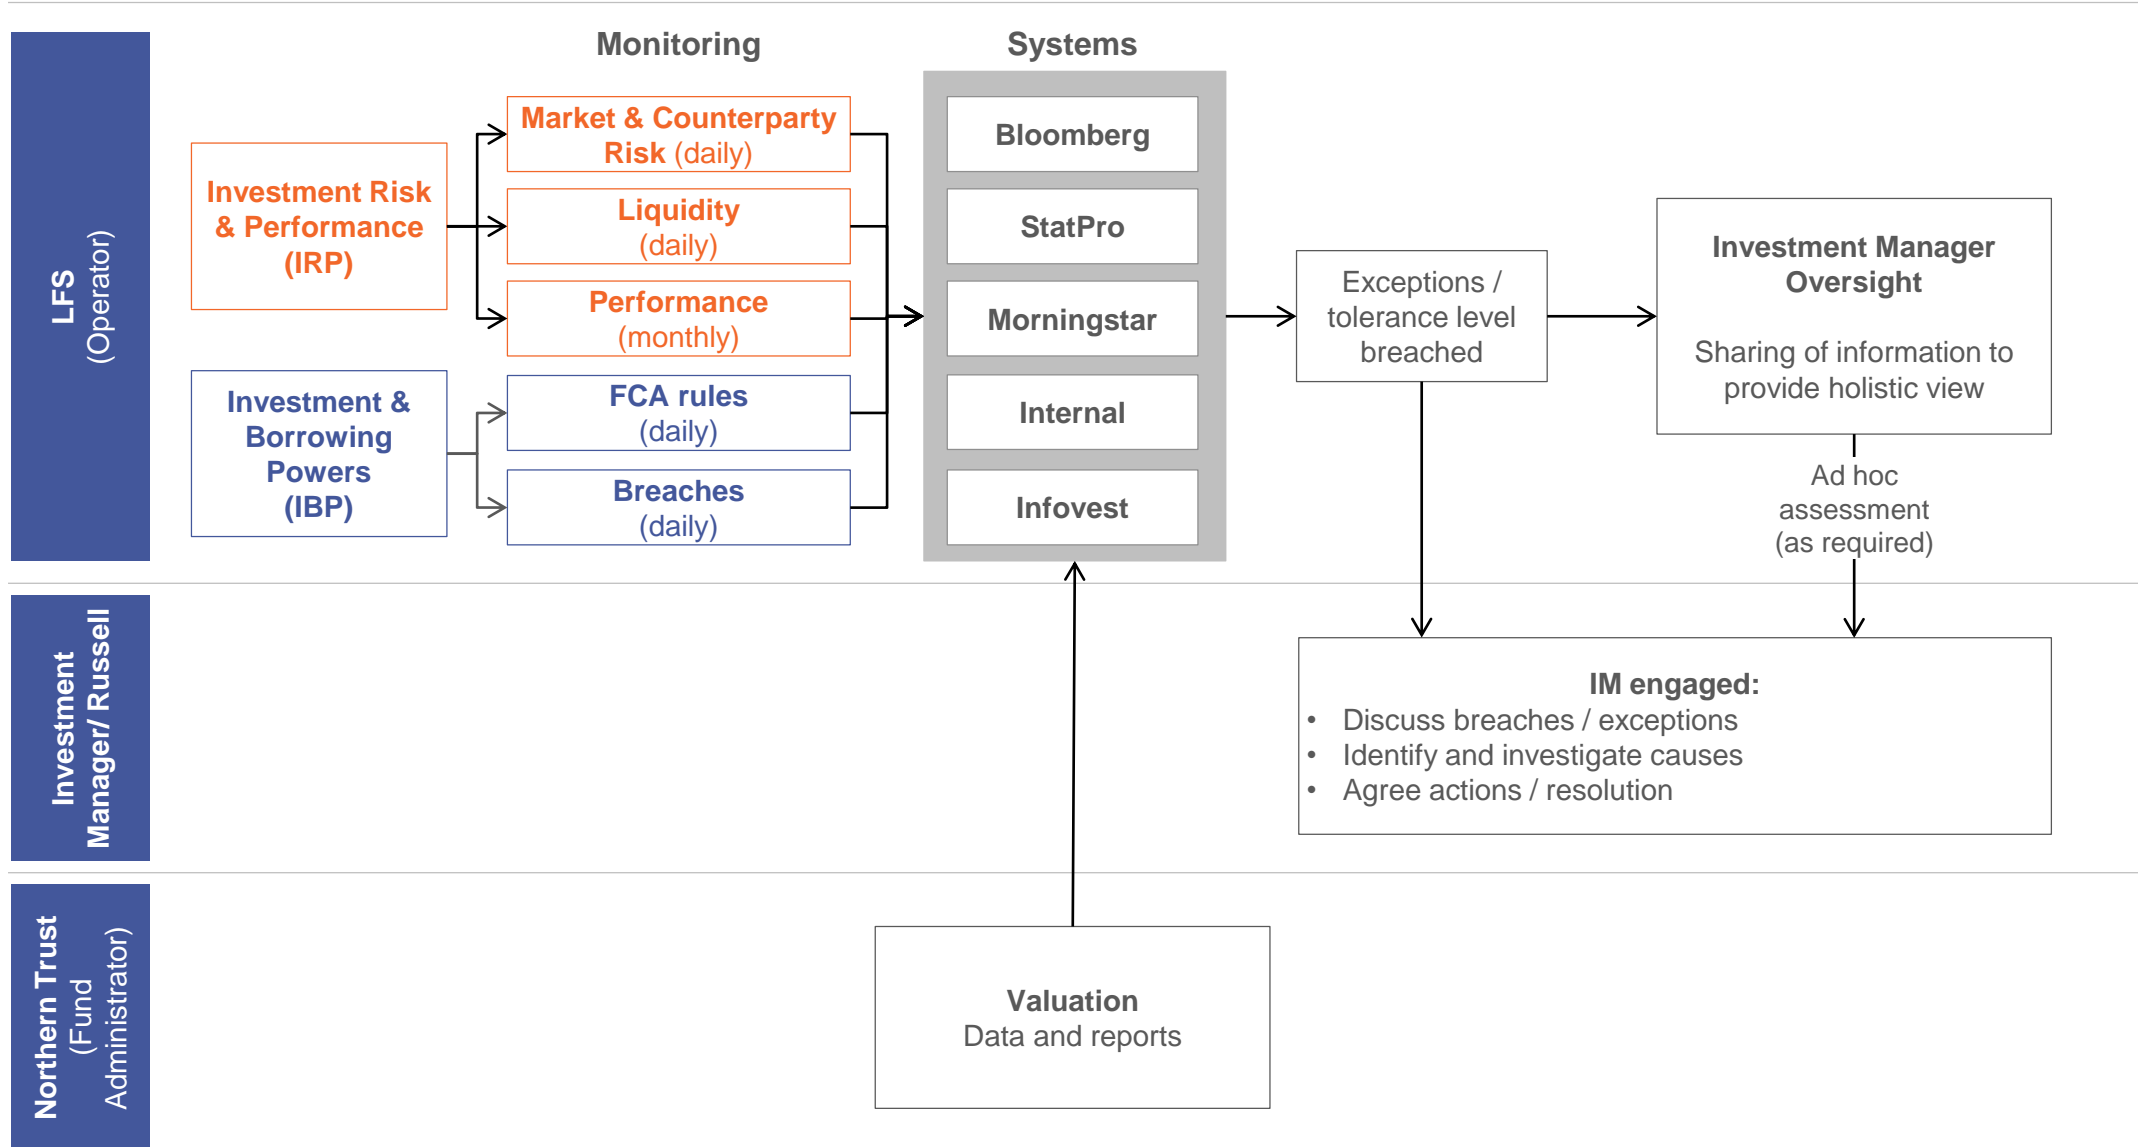 Monitoring
Systems
LFS
(Operator)
Investment Risk
& Performance
(IRP)
Market & Counterparty
Risk (daily)
Liquidity
(daily)
Performance
(monthly)
Investment &
Borrowing
Powers
(IBP)
FCA rules
(daily)
Breaches
(daily)
Bloomberg
StatPro
Morningstar
Internal
Infovest
Exceptions /
tolerance level
breached
Investment Manager
Oversight
Sharing of information to
provide holistic view
Ad hoc
assessment
(as required)
Investment
Manager/ Russell
IM engaged:
• Discuss breaches / exceptions
• Identify and investigate causes
• Agree actions / resolution
Northern Trust
(Fund
Administrator)
Valuation
Data and reports